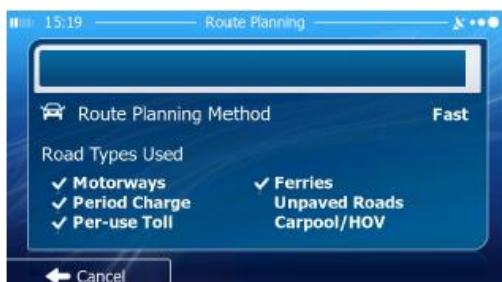 15:19 Route Planning
Route Planning Method Fast
Road Types Used
Motorways Ferries
Period Charge Unpaved Roads
Per-use Toll Carpool/HOV
Cancel